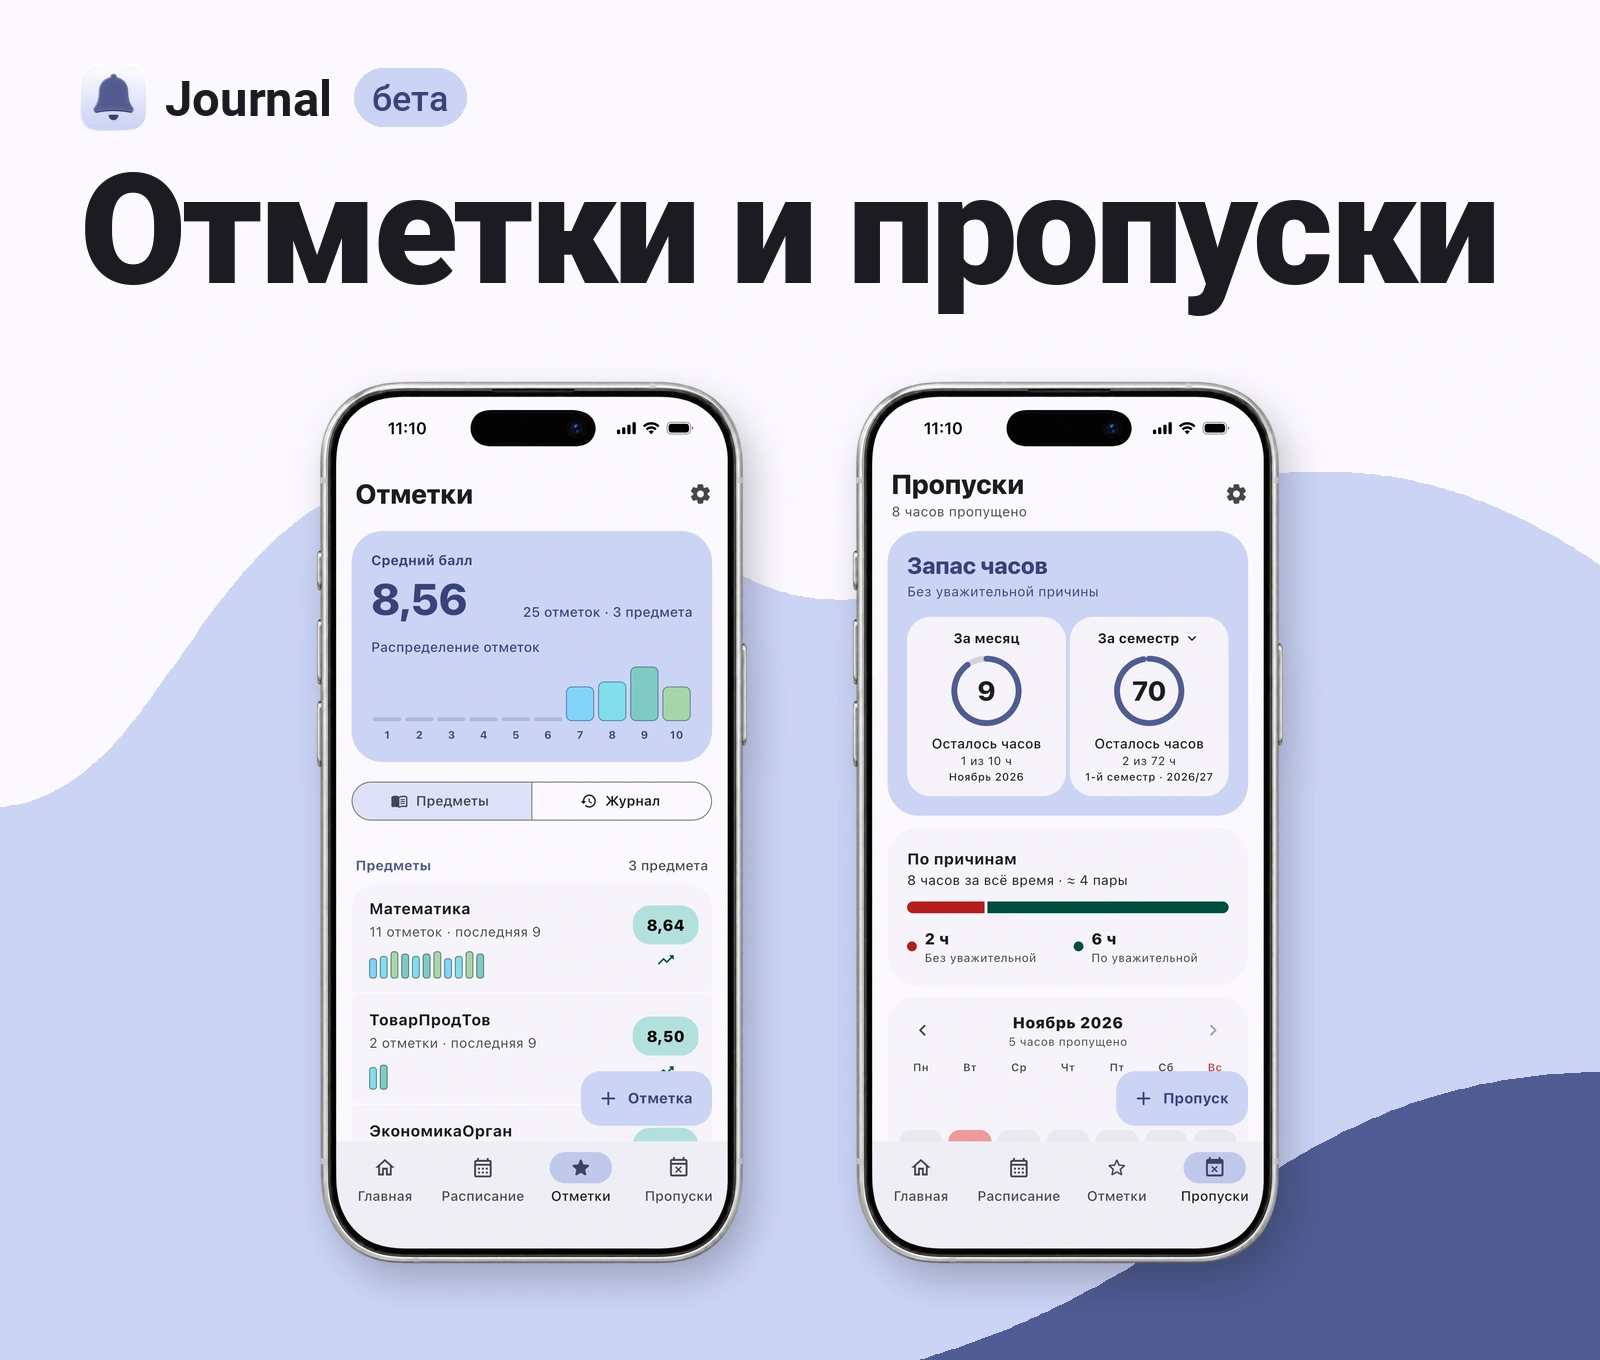 Journal бета
Отметки и пропуски
11:10
Отметки
Средний балл
8,56
25 отметок · 3 предмета
Распределение отметок
1 2 3 4 5 6 7 8 9 10
Предметы Журнал
Предметы 3 предмета
Математика
11 отметок · последняя 9
8,64
ТоварПродТов
2 отметки · последняя 9
8,50
+ Отметка
ЭкономикаОрган
Главная Расписание Отметки Пропуски
11:10
Пропуски
8 часов пропущено
Запас часов
Без уважительной причины
За месяц
9
Осталось часов
1 из 10 ч
Ноябрь 2026
За семестр
70
Осталось часов
2 из 72 ч
1-й семестр · 2026/27
По причинам
8 часов за всё время · ≈ 4 пары
2 ч
Без уважительной
6 ч
По уважительной
Ноябрь 2026
5 часов пропущено
Пн Вт Ср Чт Пт Сб Вс
+ Пропуск
Главная Расписание Отметки Пропуски